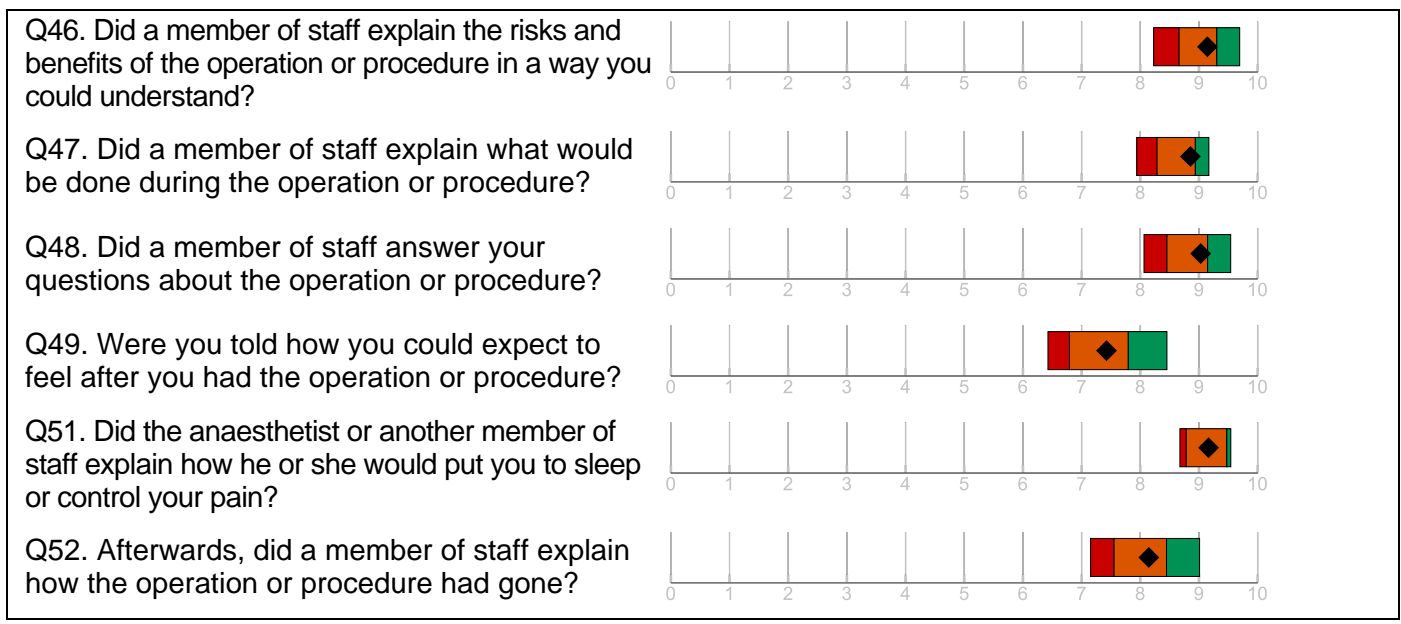 Q46. Did a member of staff explain the risks and
benefits of the operation or procedure in a way you
could understand?
0 1 2 3 4 5 6 7 8 9 10
Q47. Did a member of staff explain what would
be done during the operation or procedure?
0 1 2 3 4 5 6 7 8 9 10
Q48. Did a member of staff answer your
questions about the operation or procedure?
0 1 2 3 4 5 6 7 8 9 10
Q49. Were you told how you could expect to
feel after you had the operation or procedure?
0 1 2 3 4 5 6 7 8 9 10
Q51. Did the anaesthetist or another member of
staff explain how he or she would put you to sleep
or control your pain?
0 1 2 3 4 5 6 7 8 9 10
Q52. Afterwards, did a member of staff explain
how the operation or procedure had gone?
0 1 2 3 4 5 6 7 8 9 10